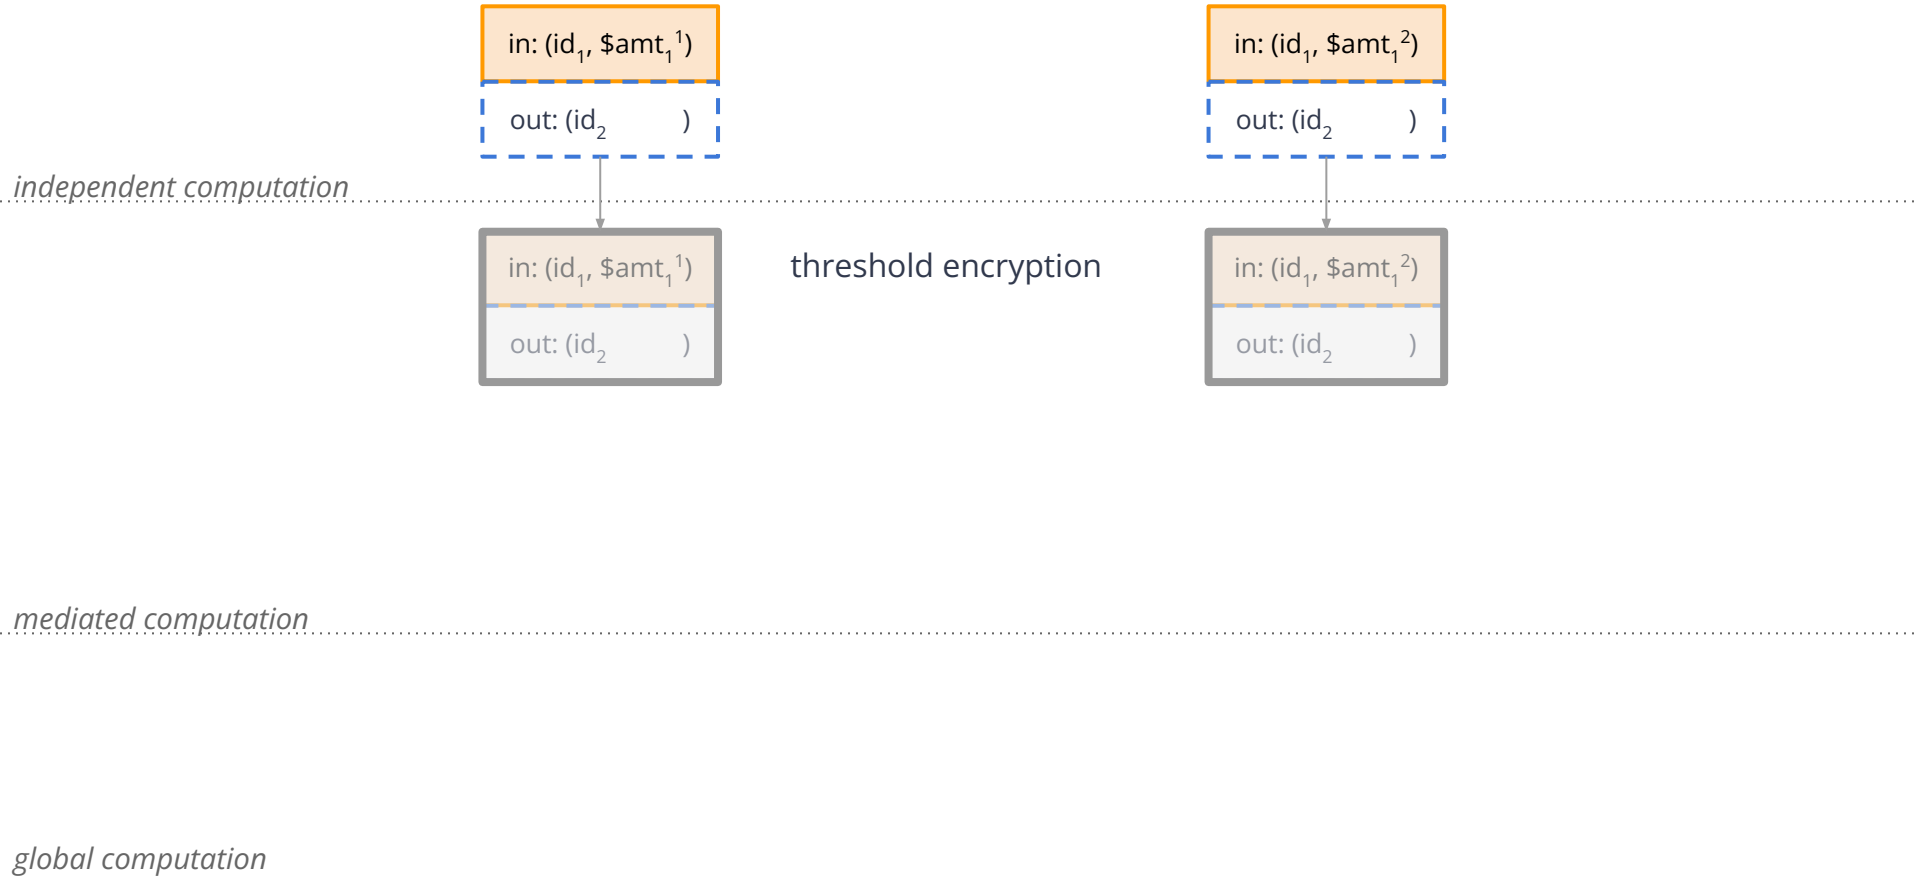 in: (id₁, $amt₁¹) in: (id₁, $amt₁²)
out: (id₂ ) out: (id₂ )
independent computation
in: (id₁, $amt₁¹) threshold encryption in: (id₁, $amt₁²)
out: (id₂ ) out: (id₂ )
mediated computation
global computation